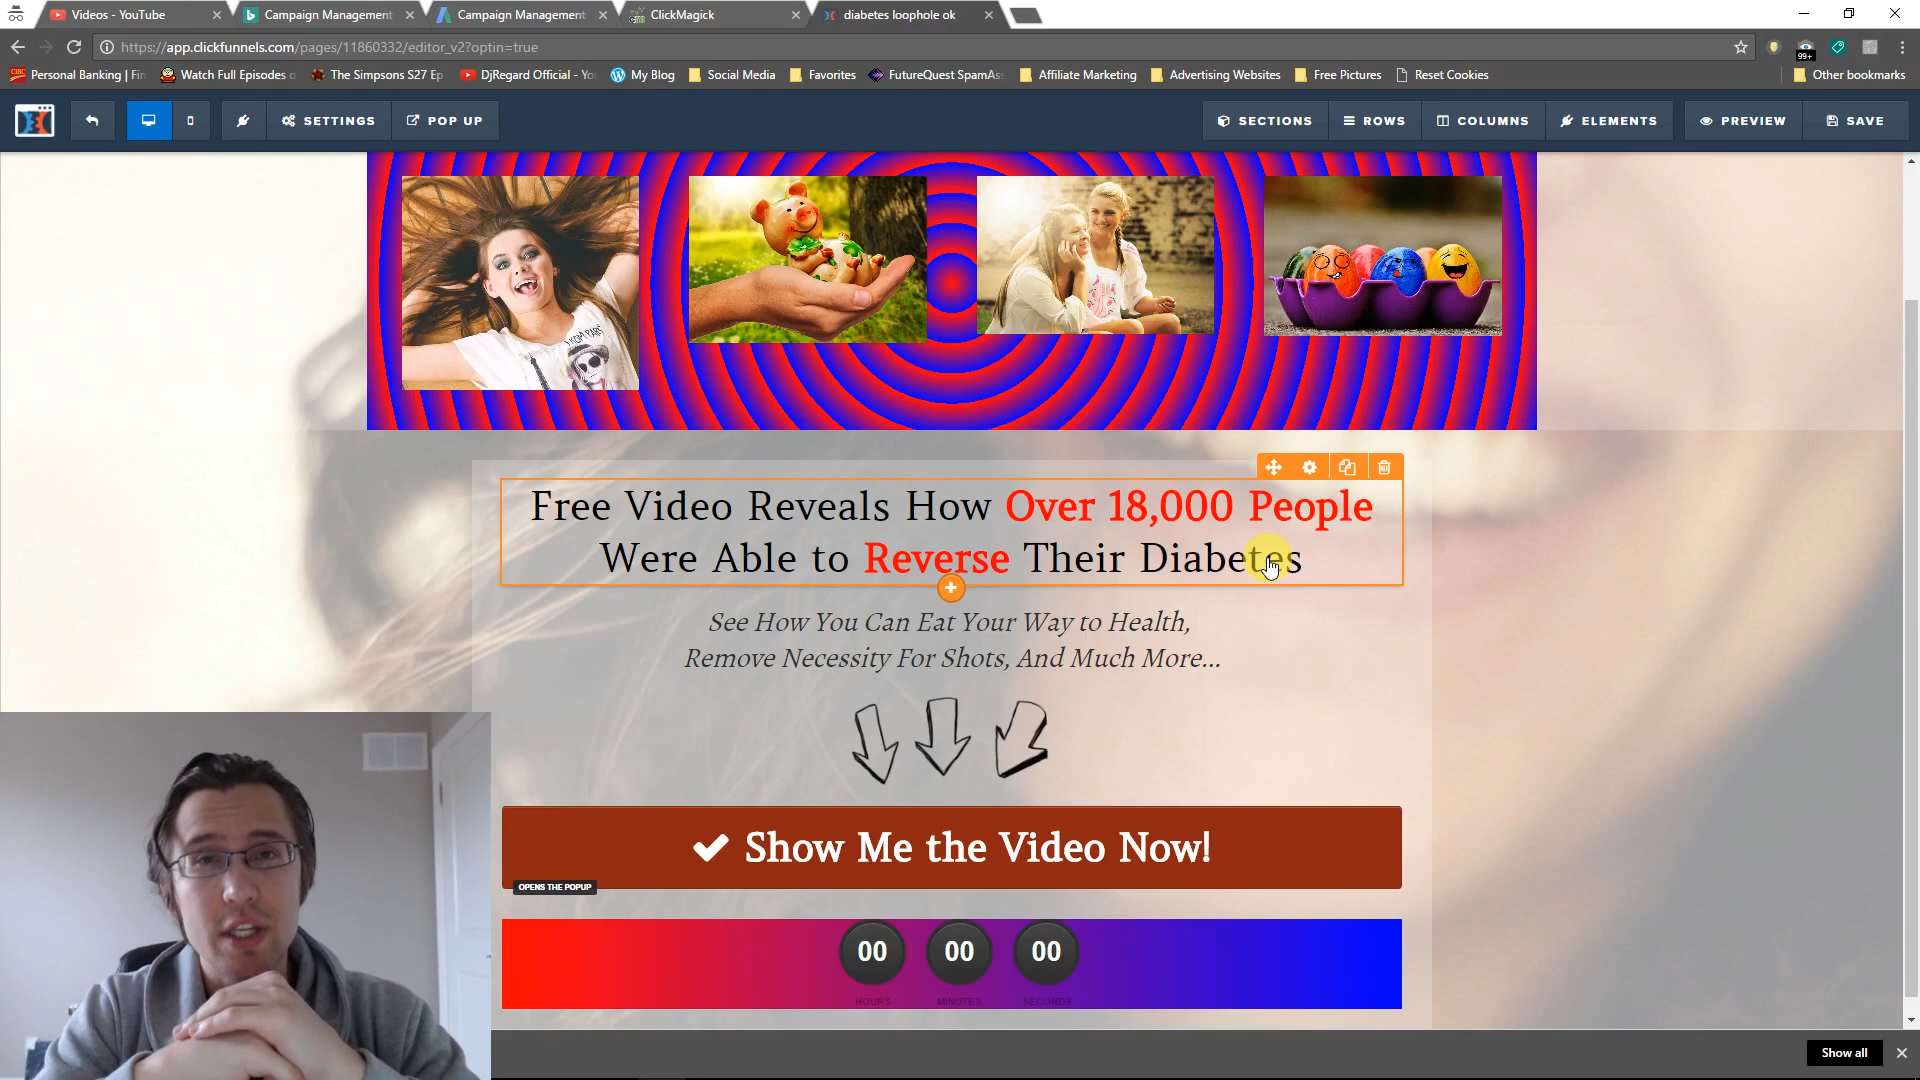 Videos - YouTube
Campaign Management
Campaign Management
ClickMagick
diabetes loophole ok
https://app.clickfunnels.com/pages/11860332/editor_v2?optin=true
99+
CIBC Personal Banking | Fin
Watch Full Episodes o
The Simpsons S27 Ep
DjRegard Official - Yo
My Blog
Social Media
Favorites
FutureQuest SpamAs
Affiliate Marketing
Advertising Websites
Free Pictures
Reset Cookies
Other bookmarks
SETTINGS
POP UP
SECTIONS
ROWS
COLUMNS
ELEMENTS
PREVIEW
SAVE
Free Video Reveals How Over 18,000 People
Were Able to Reverse Their Diabetes
See How You Can Eat Your Way to Health,
Remove Necessity For Shots, And Much More...
Show Me the Video Now!
OPENS THE POPUP
00 00 00
HOURS MINUTES SECONDS
Show all